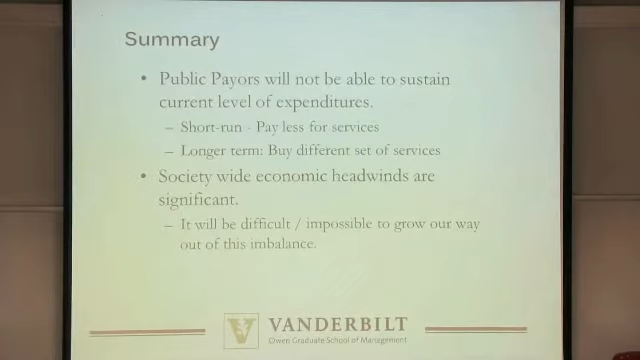 Summary
• Public Payors will not be able to sustain
current level of expenditures.
– Short-run - Pay less for services
– Longer term: Buy different set of services
• Society wide economic headwinds are
significant.
– It will be difficult / impossible to grow our way
out of this imbalance.
V VANDERBILT
Owen Graduate School of Management